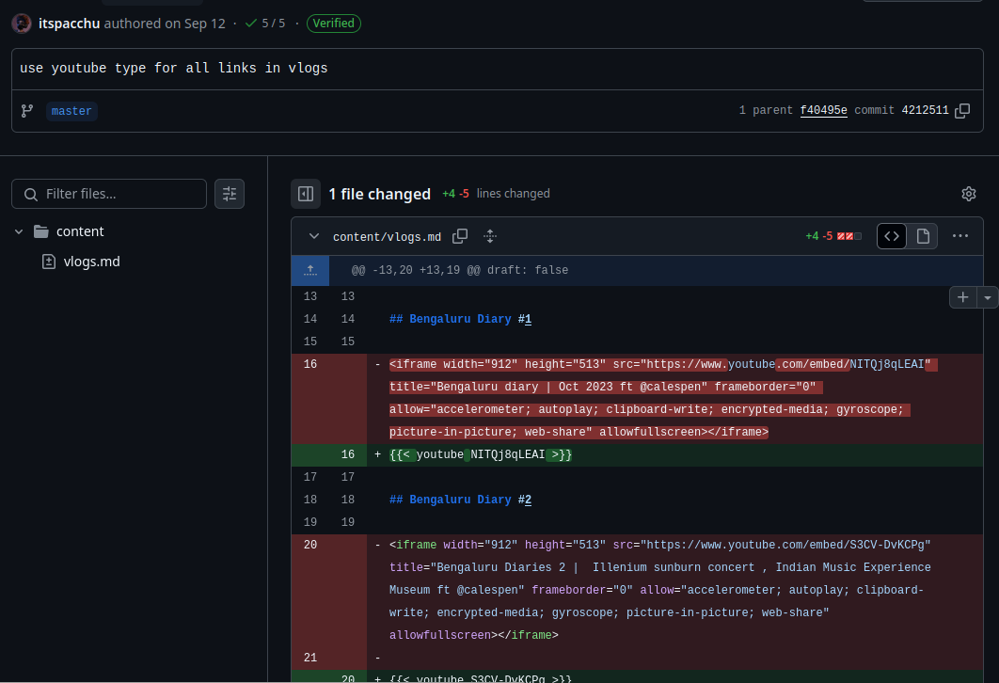 itspacchu authored on Sep 12 · 5 / 5 · Verified
use youtube type for all links in vlogs
master 1 parent f40495e commit 4212511
Filter files...
content
vlogs.md
1 file changed +4 -5 lines changed
content/vlogs.md +4 -5
@@ -13,20 +13,19 @@ draft: false
13 13
14 14 ## Bengaluru Diary #1
15 15
16 - <iframe width="912" height="513" src="https://www.youtube.com/embed/NITQj8qLEAI"
title="Bengaluru diary | Oct 2023 ft @calespen" frameborder="0"
allow="accelerometer; autoplay; clipboard-write; encrypted-media; gyroscope;
picture-in-picture; web-share" allowfullscreen></iframe>
16 + {{< youtube NITQj8qLEAI >}}
17 17
18 18 ## Bengaluru Diary #2
19 19
20 - <iframe width="912" height="513" src="https://www.youtube.com/embed/S3CV-DvKCPg"
title="Bengaluru Diaries 2 |  Illenium sunburn concert , Indian Music Experience
Museum ft @calespen" frameborder="0" allow="accelerometer; autoplay; clipboard-
write; encrypted-media; gyroscope; picture-in-picture; web-share"
allowfullscreen></iframe>
21 -
20 + {{< youtube S3CV-DvKCPg >}}